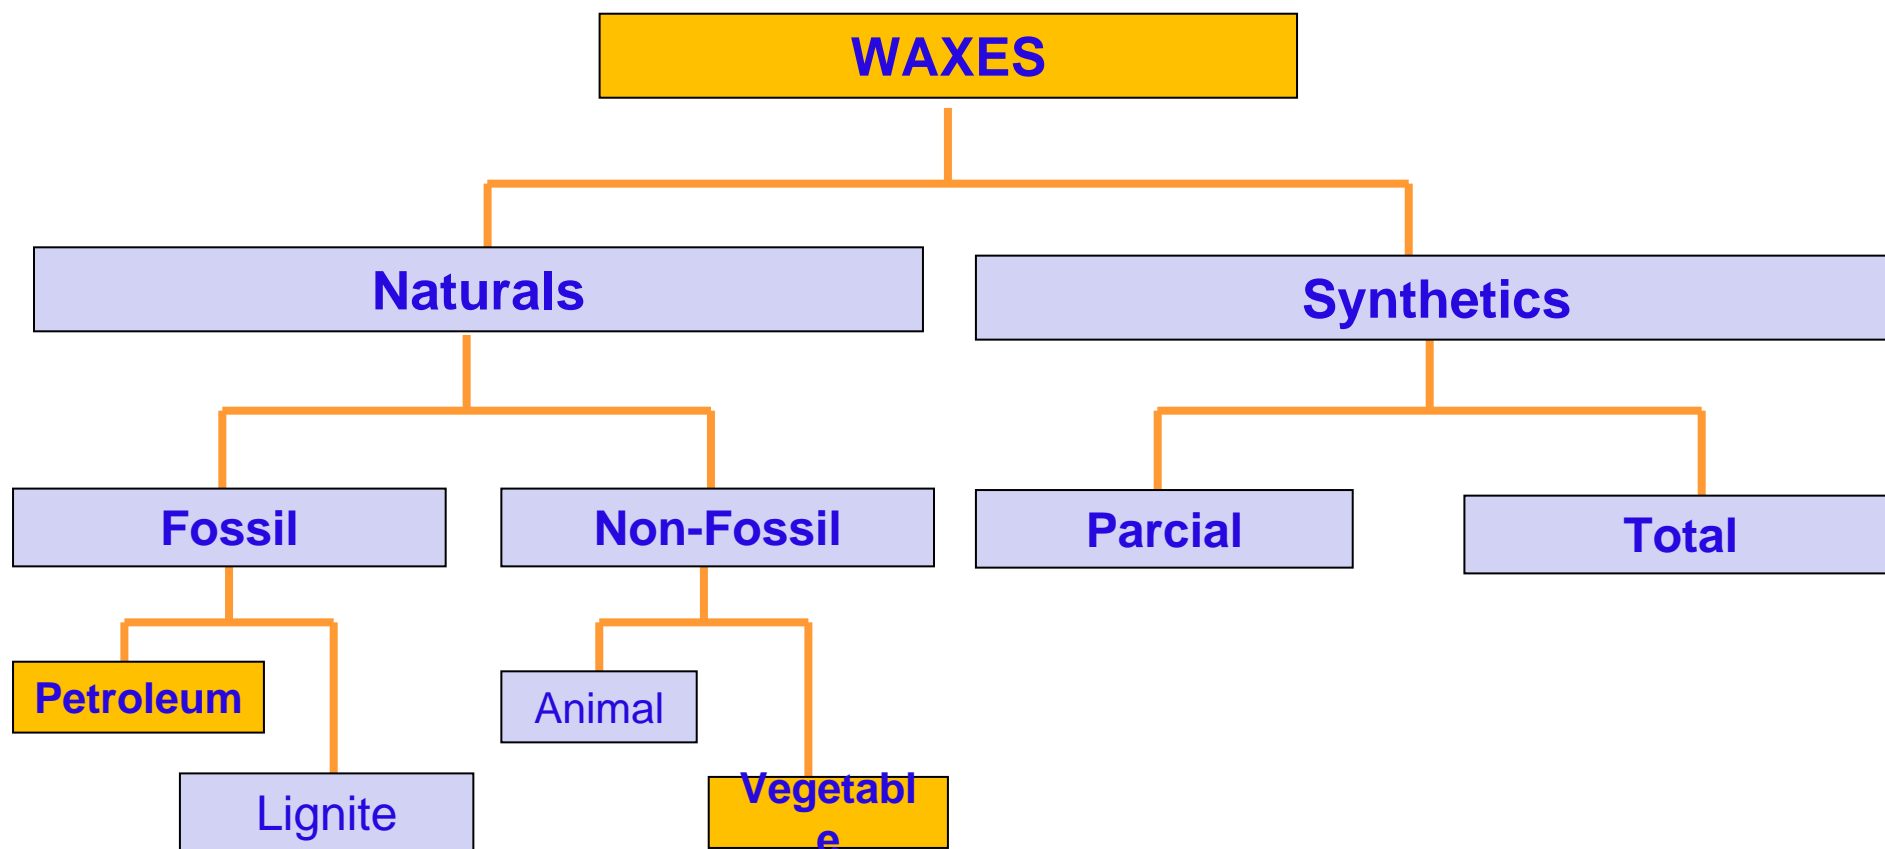 WAXES
Naturals
Synthetics
Fossil
Non-Fossil
Parcial
Total
Petroleum
Animal
Lignite
Vegetabl
e